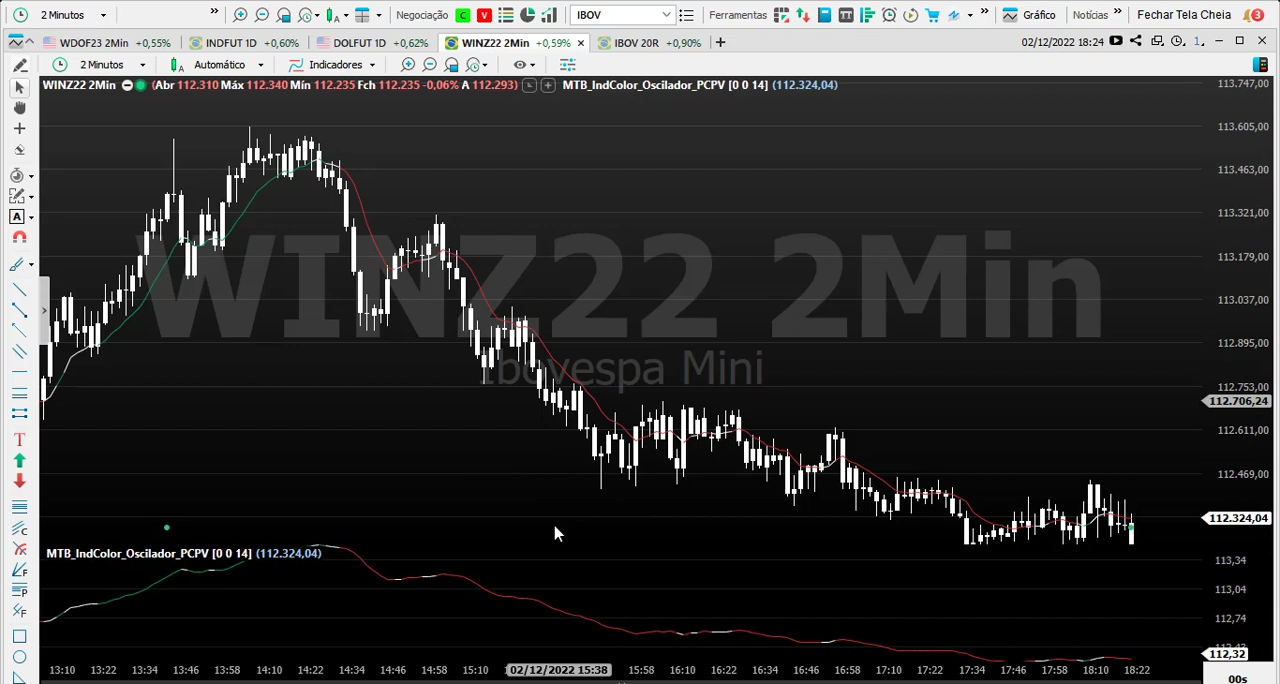 2 Minutos » Negociação C V IBOV Ferramentas TT » Gráfico Notícias » Fechar Tela Cheia 3
WDOF23 2Min +0,55% INDFUT 1D +0,60% DOLFUT 1D +0,62% WINZ22 2Min +0,59% × IBOV 20R +0,90% + 02/12/2022 18:24 1
2 Minutos Automático Indicadores
WINZ22 2Min (Abr 112.310 Máx 112.340 Mín 112.235 Fch 112.235 -0,06% A 112.293) MTB_IndColor_Oscilador_PCPV [0 0 14] (112.324,04)
113.747,00
113.605,00
113.463,00
113.321,00
113.179,00
113.037,00
112.895,00
112.753,00
112.706,24
112.611,00
112.469,00
112.324,04
WINZ22 2Min
Ibovespa Mini
A
T
C
F
P
F
MTB_IndColor_Oscilador_PCPV [0 0 14] (112.324,04)
113,34
113,04
112,74
112,32
13:10 13:22 13:34 13:46 13:58 14:10 14:22 14:34 14:46 14:58 15:10 02/12/2022 15:38 15:58 16:10 16:22 16:34 16:46 16:58 17:10 17:22 17:34 17:46 17:58 18:10 18:22
00s